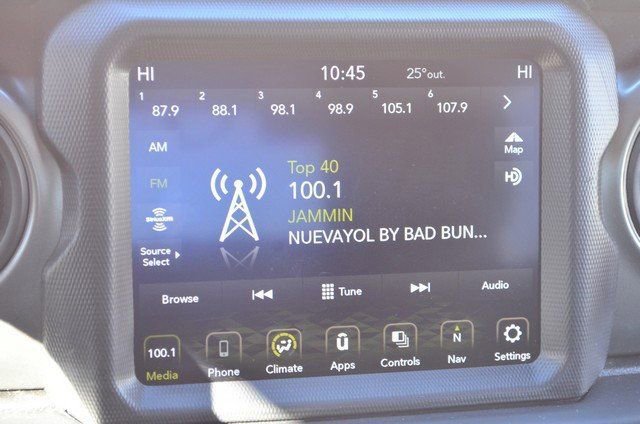 HI 10:45 25° out. HI
1 87.9 2 88.1 3 98.1 4 98.9 5 105.1 6 107.9
AM
Map
Top 40
FM
HD
100.1
SiriusXM
JAMMIN
NUEVAYOL BY BAD BUN...
Source
Select
Browse Tune Audio
100.1 N
Media Phone Climate Apps Controls Nav Settings